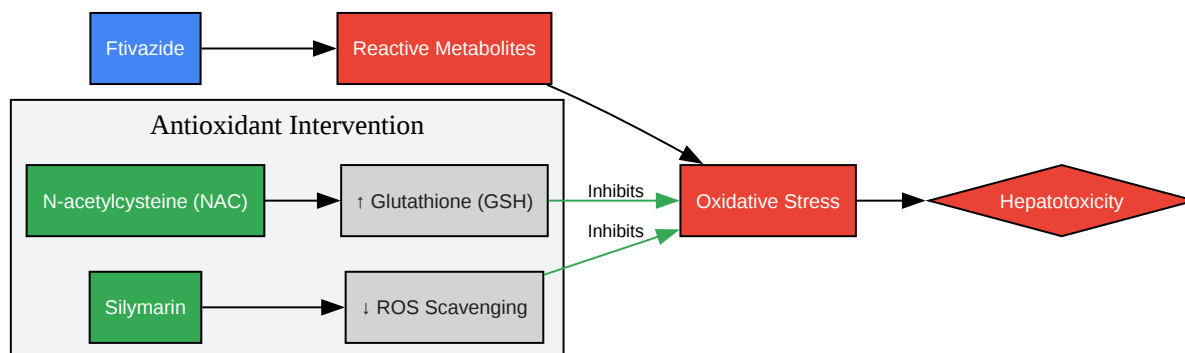 Ftivazide
Reactive Metabolites
Antioxidant Intervention
N-acetylcysteine (NAC)
↑ Glutathione (GSH)
Inhibits
Oxidative Stress
Hepatotoxicity
Inhibits
Silymarin
↓ ROS Scavenging